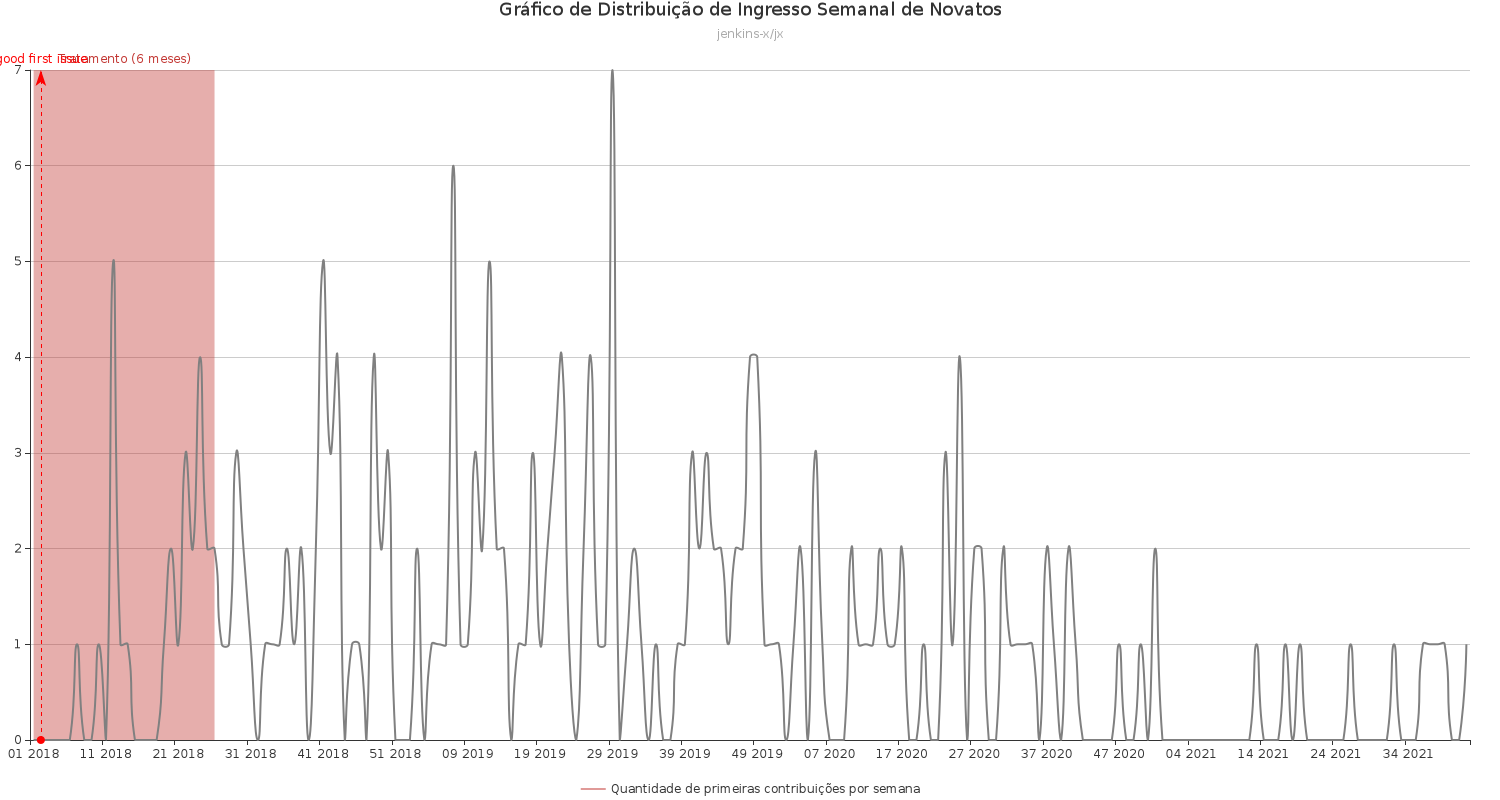 Gráfico de Distribuição de Ingresso Semanal de Novatos
jenkins-x/jx
good first issue
Tratamento (6 meses)
7
6
5
4
3
2
1
0
01 2018 11 2018 21 2018 31 2018 41 2018 51 2018 09 2019 19 2019 29 2019 39 2019 49 2019 07 2020 17 2020 27 2020 37 2020 47 2020 04 2021 14 2021 24 2021 34 2021
Quantidade de primeiras contribuições por semana